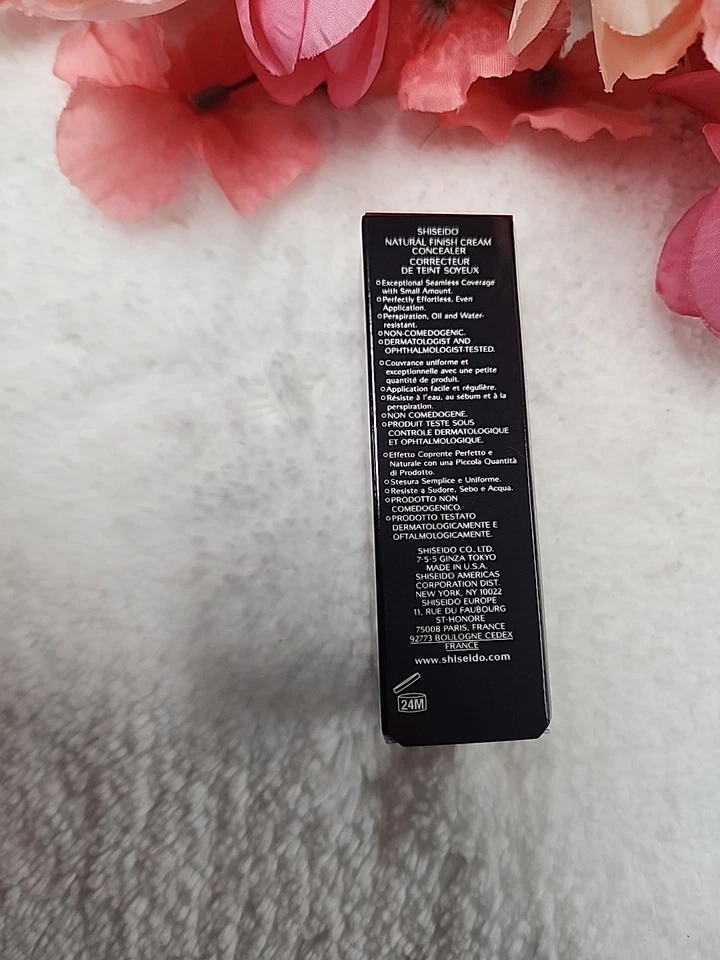 SHISEIDO
NATURAL FINISH CREAM
CONCEALER
CORRECTEUR
DE TEINT SOYEUX
Exceptional Seamless Coverage
with Small Amount.
Perfectly Effortless, Even
Application.
Perspiration, Oil and Water-
resistant.
NON-COMEDOGENIC.
DERMATOLOGIST AND
OPHTHALMOLOGIST-TESTED.
Couvrance uniforme et
exceptionnelle avec une petite
quantité de produit.
Application facile et régulière.
Résiste à l'eau, au sébum et à la
perspiration.
NON COMÉDOGENE.
PRODUIT TESTE SOUS
CONTROLE DERMATOLOGIQUE
ET OPHTALMOLOGIQUE.
Effetto Coprente Perfetto e
Naturale con una Piccola Quantità
di Prodotto.
Stesura Semplice e Uniforme.
Resiste a Sudore, Sebo e Acqua.
PRODOTTO NON
COMEDOGENICO.
PRODOTTO TESTATO
DERMATOLOGICAMENTE E
OFTALMOLOGICAMENTE.
SHISEIDO CO., LTD.
7-5-5 GINZA TOKYO
MADE IN U.S.A.
SHISEIDO AMERICAS
CORPORATION DIST.
NEW YORK, NY 10022
SHISEIDO EUROPE
11, RUE DU FAUBOURG
ST-HONORE
75008 PARIS, FRANCE
92773 BOULOGNE CEDEX
FRANCE
www.shiseido.com
24M